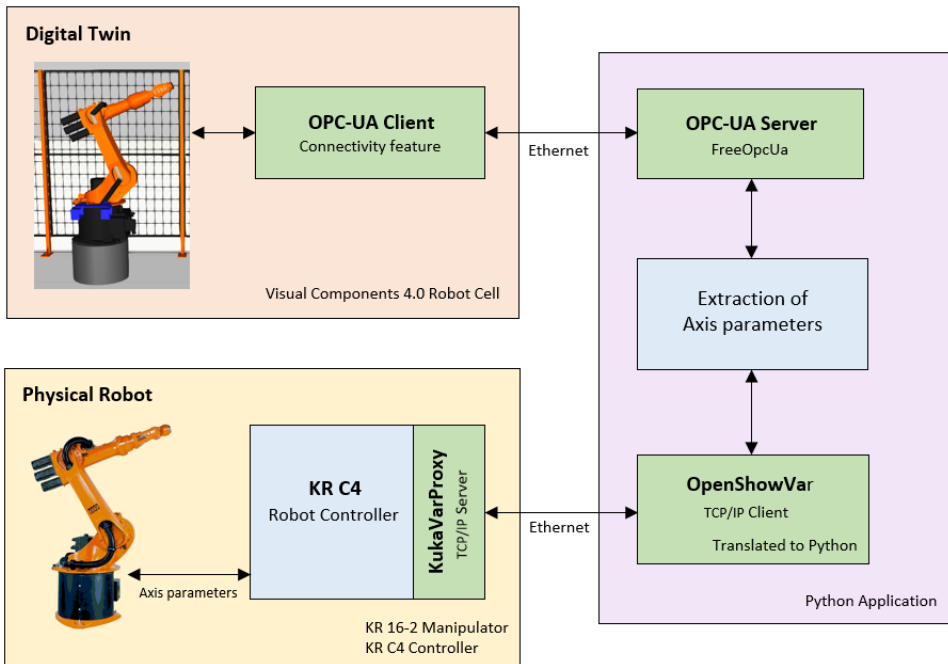 Digital Twin
OPC-UA Client
Connectivity feature
Visual Components 4.0 Robot Cell
Ethernet
OPC-UA Server
FreeOpcUa
Extraction of
Axis parameters
OpenShowVar
TCP/IP Client
Translated to Python
Python Application
Physical Robot
KR C4
Robot Controller
KukaVarProxy
TCP/IP Server
Ethernet
Axis parameters
KR 16-2 Manipulator
KR C4 Controller